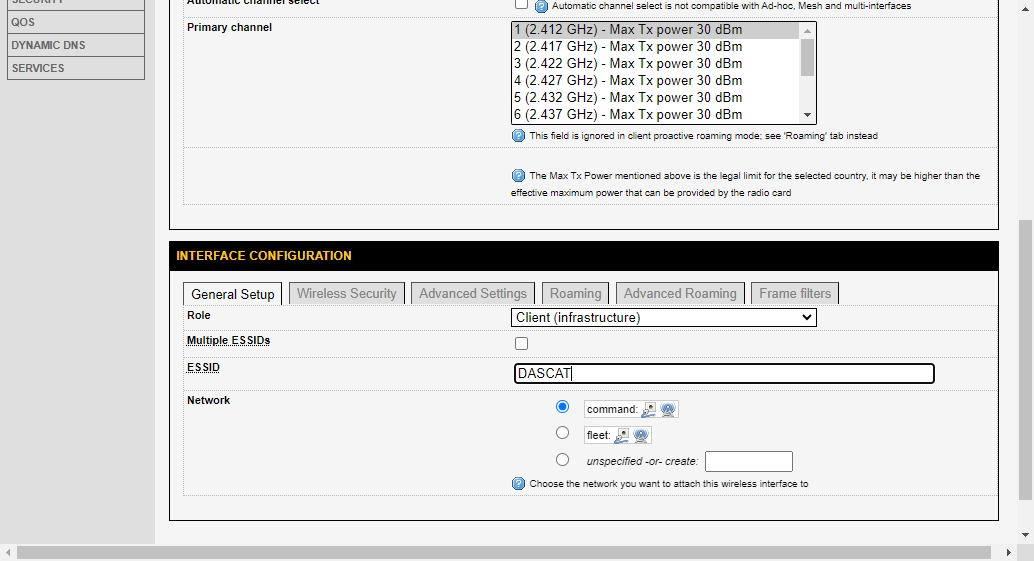 SECURITY
QOS
DYNAMIC DNS
SERVICES
Automatic channel select
Automatic channel select is not compatible with Ad-hoc, Mesh and multi-interfaces
Primary channel
1 (2.412 GHz) - Max Tx power 30 dBm
2 (2.417 GHz) - Max Tx power 30 dBm
3 (2.422 GHz) - Max Tx power 30 dBm
4 (2.427 GHz) - Max Tx power 30 dBm
5 (2.432 GHz) - Max Tx power 30 dBm
6 (2.437 GHz) - Max Tx power 30 dBm
This field is ignored in client proactive roaming mode; see 'Roaming' tab instead
The Max Tx Power mentioned above is the legal limit for the selected country, it may be higher than the
effective maximum power that can be provided by the radio card
INTERFACE CONFIGURATION
General Setup Wireless Security Advanced Settings Roaming Advanced Roaming Frame filters
Role
Client (infrastructure)
Multiple ESSIDs
ESSID
DASCAT
Network
command:
fleet:
unspecified -or- create:
Choose the network you want to attach this wireless interface to